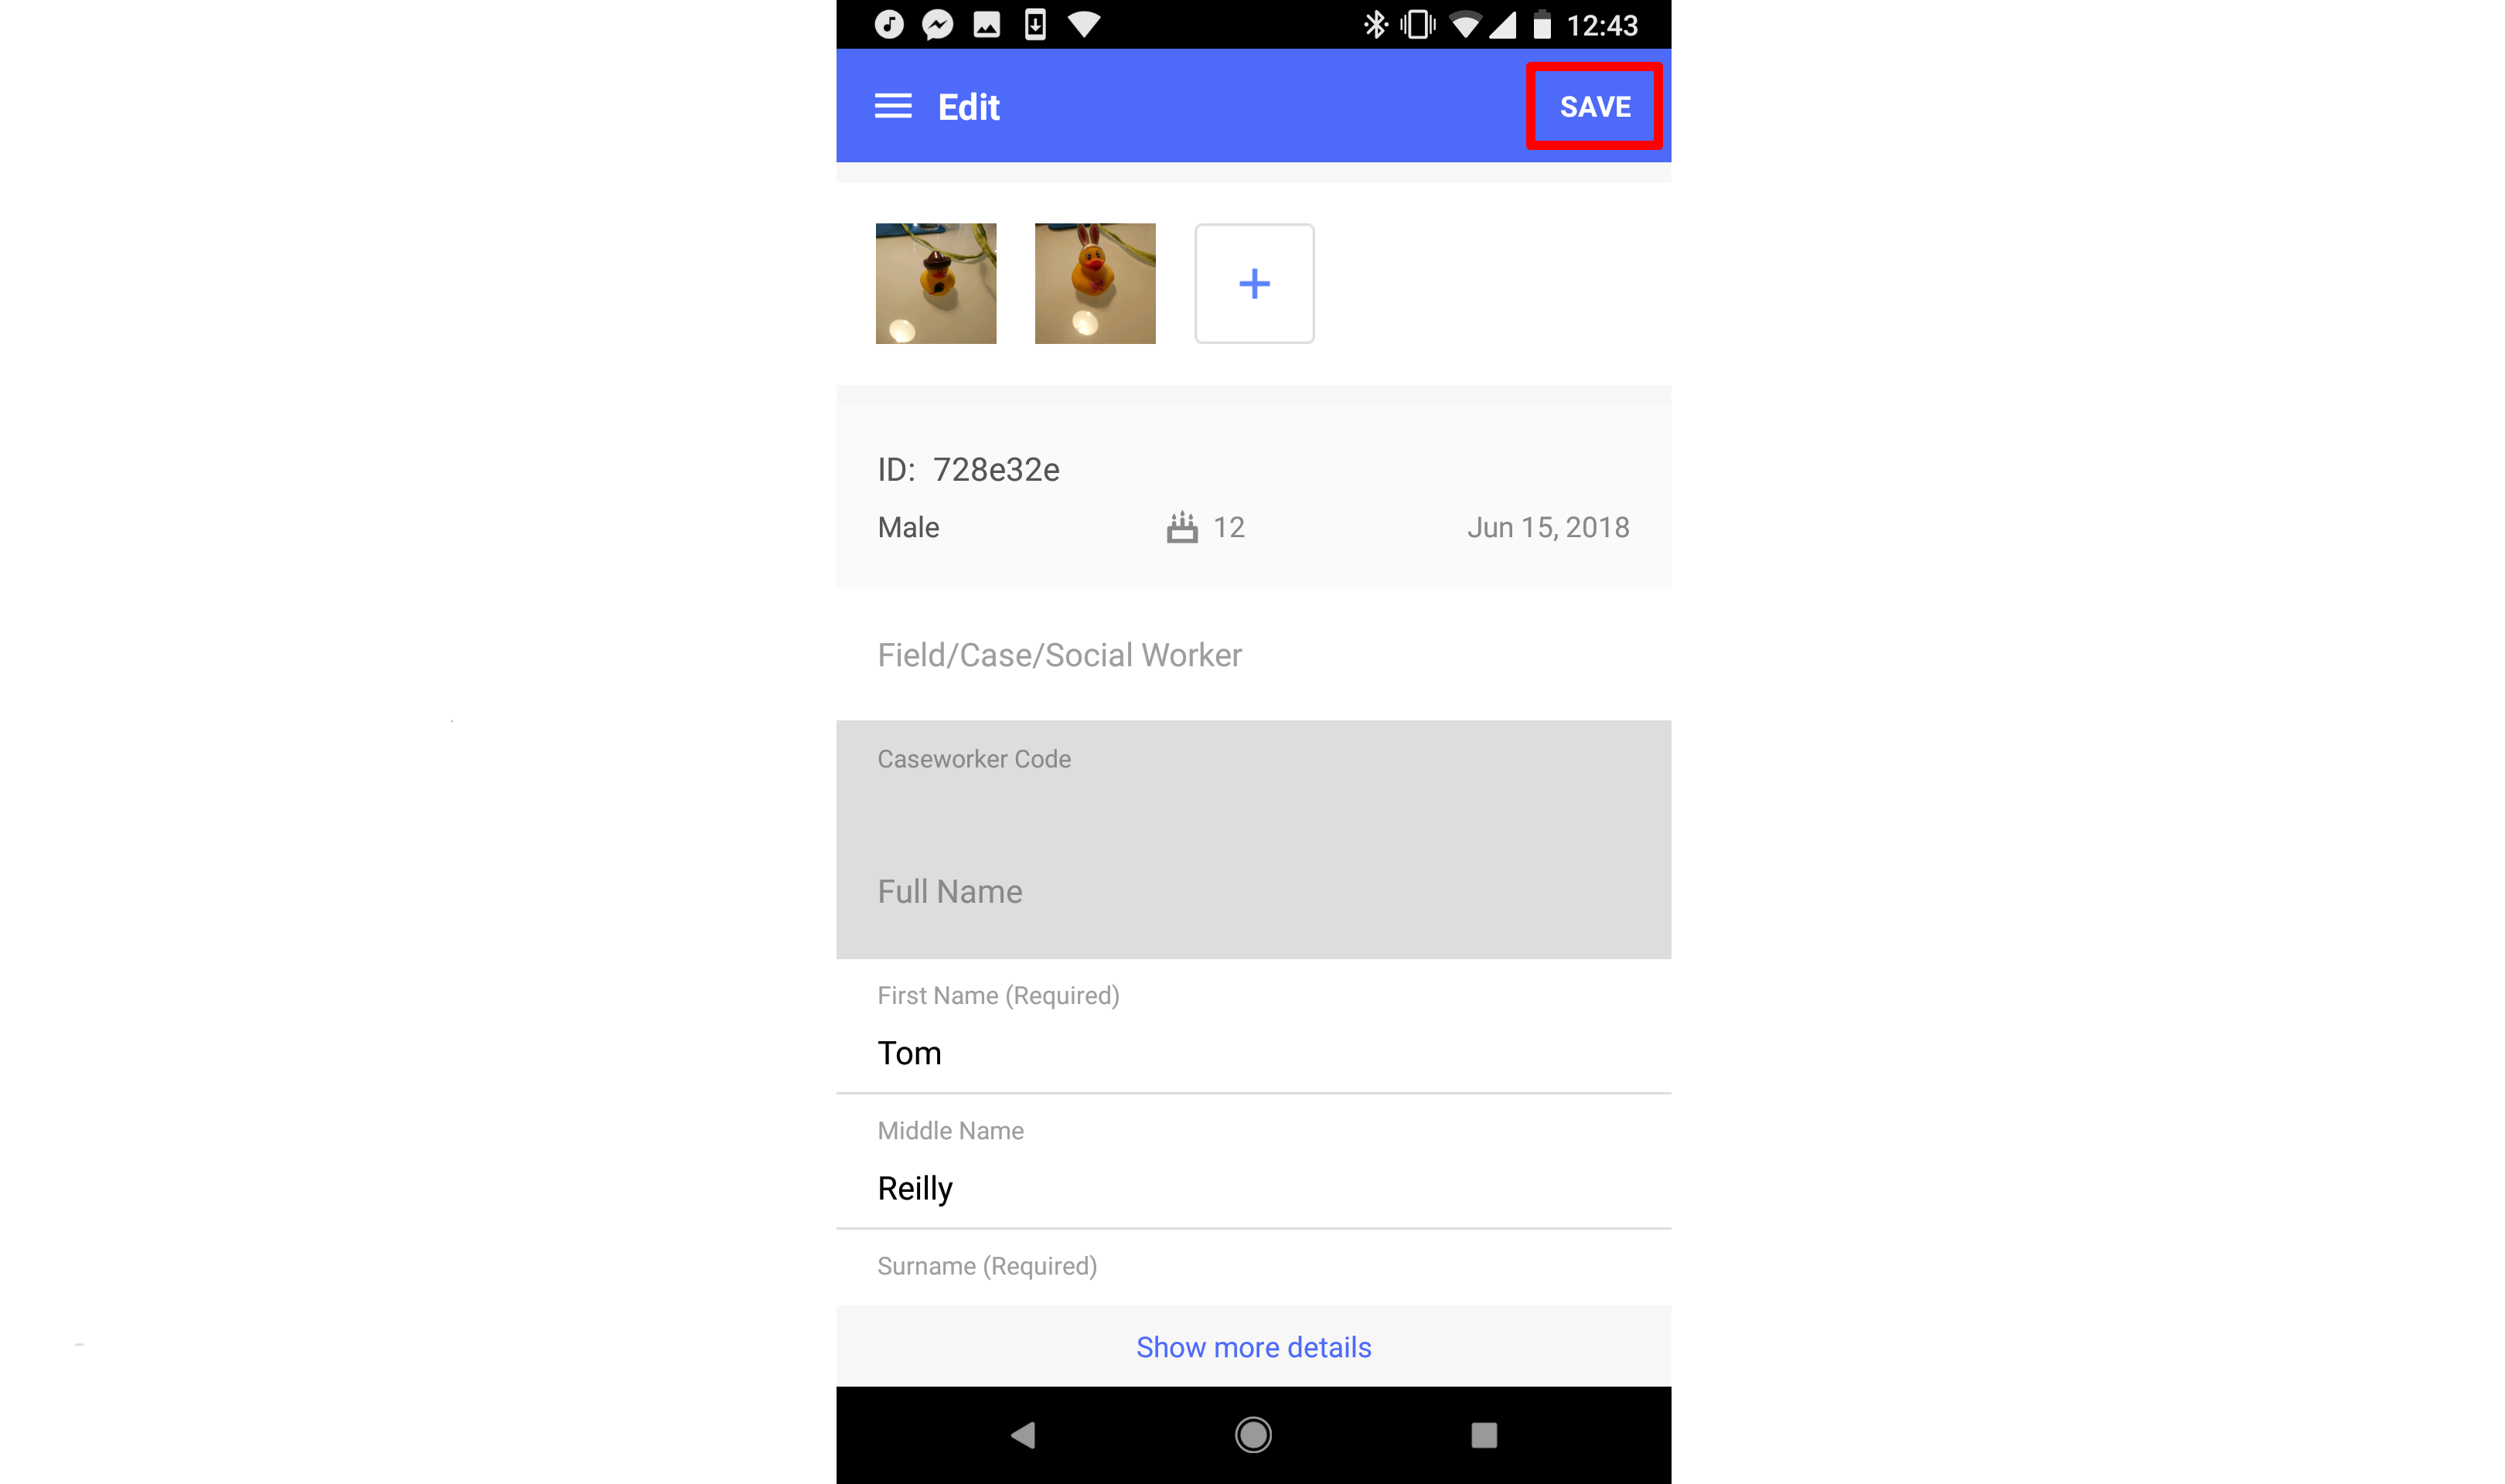 12:43
Edit
SAVE
ID: 728e32e
Male 12 Jun 15, 2018
Field/Case/Social Worker
Caseworker Code
Full Name
First Name (Required)
Tom
Middle Name
Reilly
Surname (Required)
Show more details